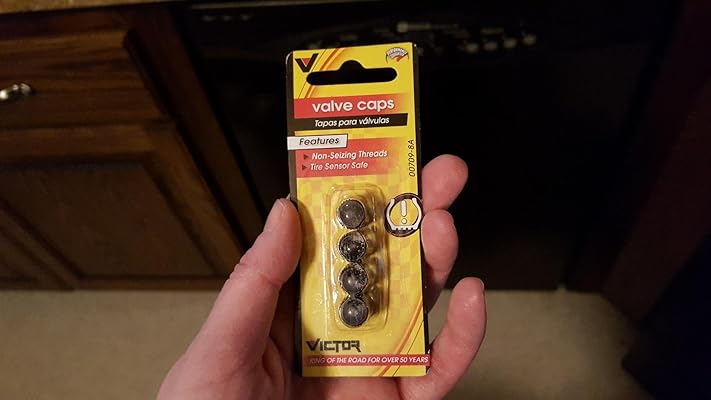 valve caps
Tapas para válvulas
Features
Non-Seizing Threads
Tire Sensor Safe
00709-8A
VICTOR
KING OF THE ROAD FOR OVER 50 YEARS